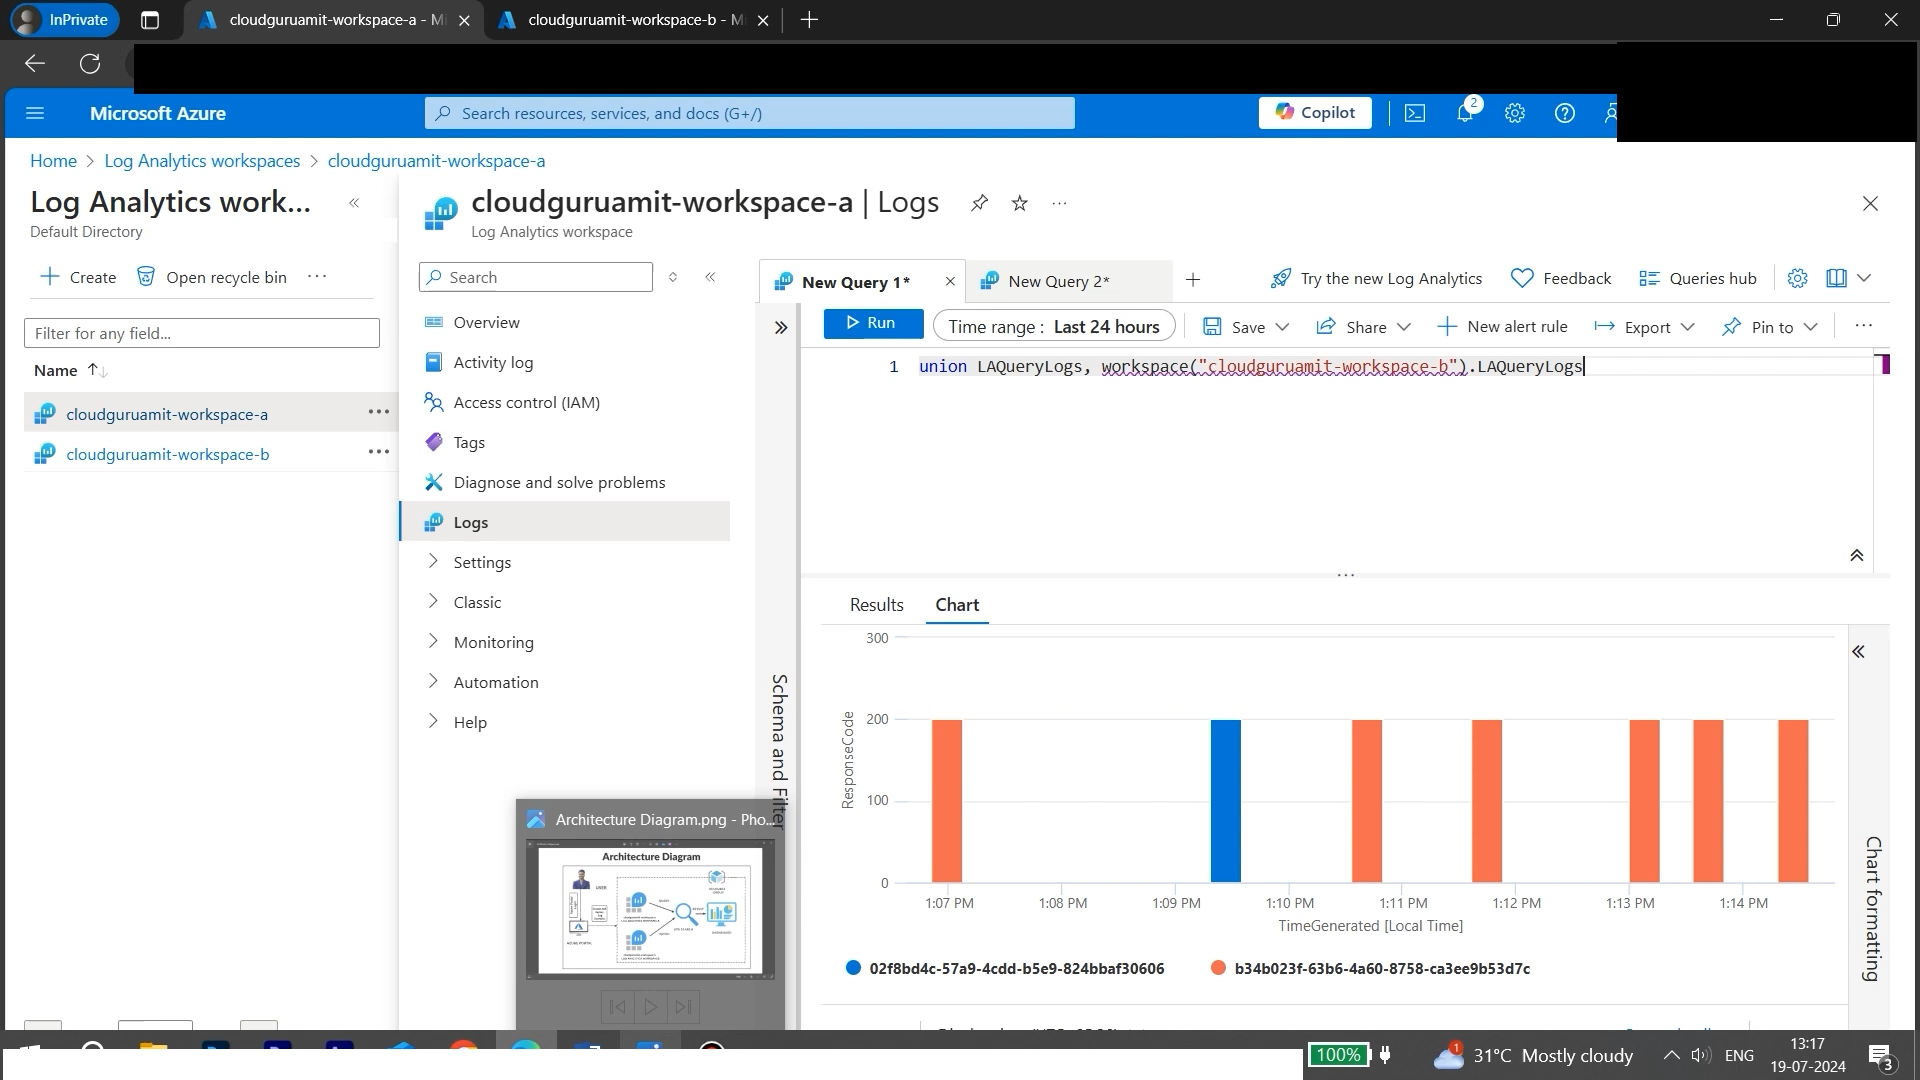 InPrivate
cloudguruamit-workspace-a - Mi
cloudguruamit-workspace-b - M
Microsoft Azure
Search resources, services, and docs (G+/)
Copilot
2
Home > Log Analytics workspaces > cloudguruamit-workspace-a
Log Analytics work...
Default Directory
cloudguruamit-workspace-a | Logs
Log Analytics workspace
Create
Open recycle bin
Filter for any field...
Name
cloudguruamit-workspace-a
cloudguruamit-workspace-b
Search
Overview
Activity log
Access control (IAM)
Tags
Diagnose and solve problems
Logs
Settings
Classic
Monitoring
Automation
Help
New Query 1*
New Query 2*
Try the new Log Analytics
Feedback
Queries hub
Run
Time range : Last 24 hours
Save
Share
New alert rule
Export
Pin to
1 union LAQueryLogs, workspace("cloudguruamit-workspace-b").LAQueryLogs
Schema and Filter
Results
Chart
300
200
100
0
ResponseCode
1:07 PM 1:08 PM 1:09 PM 1:10 PM 1:11 PM 1:12 PM 1:13 PM 1:14 PM
TimeGenerated [Local Time]
02f8bd4c-57a9-4cdd-b5e9-824bbaf30606
b34b023f-63b6-4a60-8758-ca3ee9b53d7c
Chart formatting
Architecture Diagram.png - Pho...
Architecture Diagram
USER
AZURE PORTAL
100%
1
31°C Mostly cloudy
ENG
13:17
19-07-2024
3